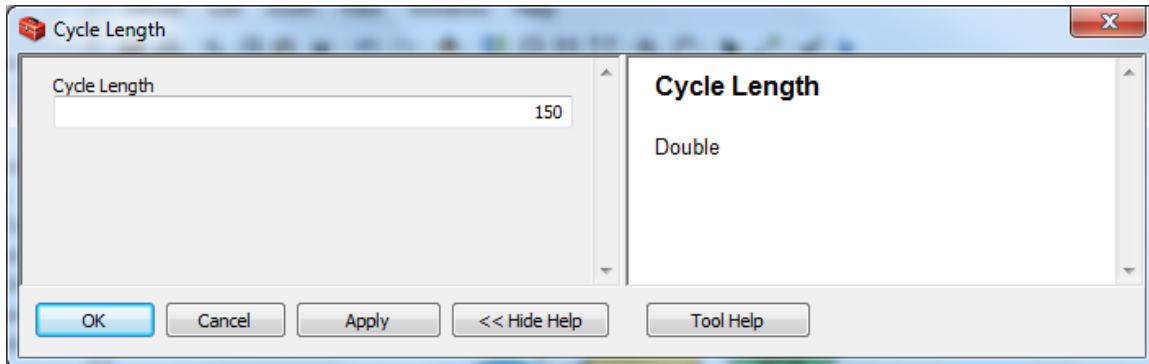 Cycle Length
Cycle Length
150
Cycle Length
Double
OK
Cancel
Apply
<< Hide Help
Tool Help